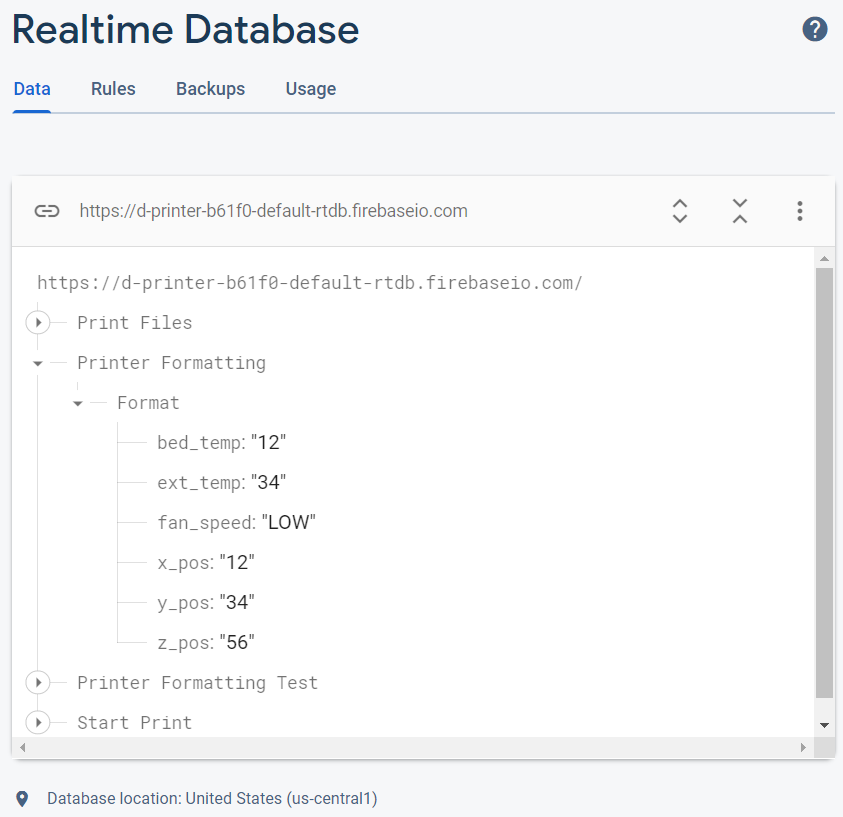 Realtime Database
?
Data Rules Backups Usage
https://d-printer-b61f0-default-rtdb.firebaseio.com
https://d-printer-b61f0-default-rtdb.firebaseio.com/
Print Files
Printer Formatting
Format
bed_temp: "12"
ext_temp: "34"
fan_speed: "LOW"
x_pos: "12"
y_pos: "34"
z_pos: "56"
Printer Formatting Test
Start Print
Database location: United States (us-central1)